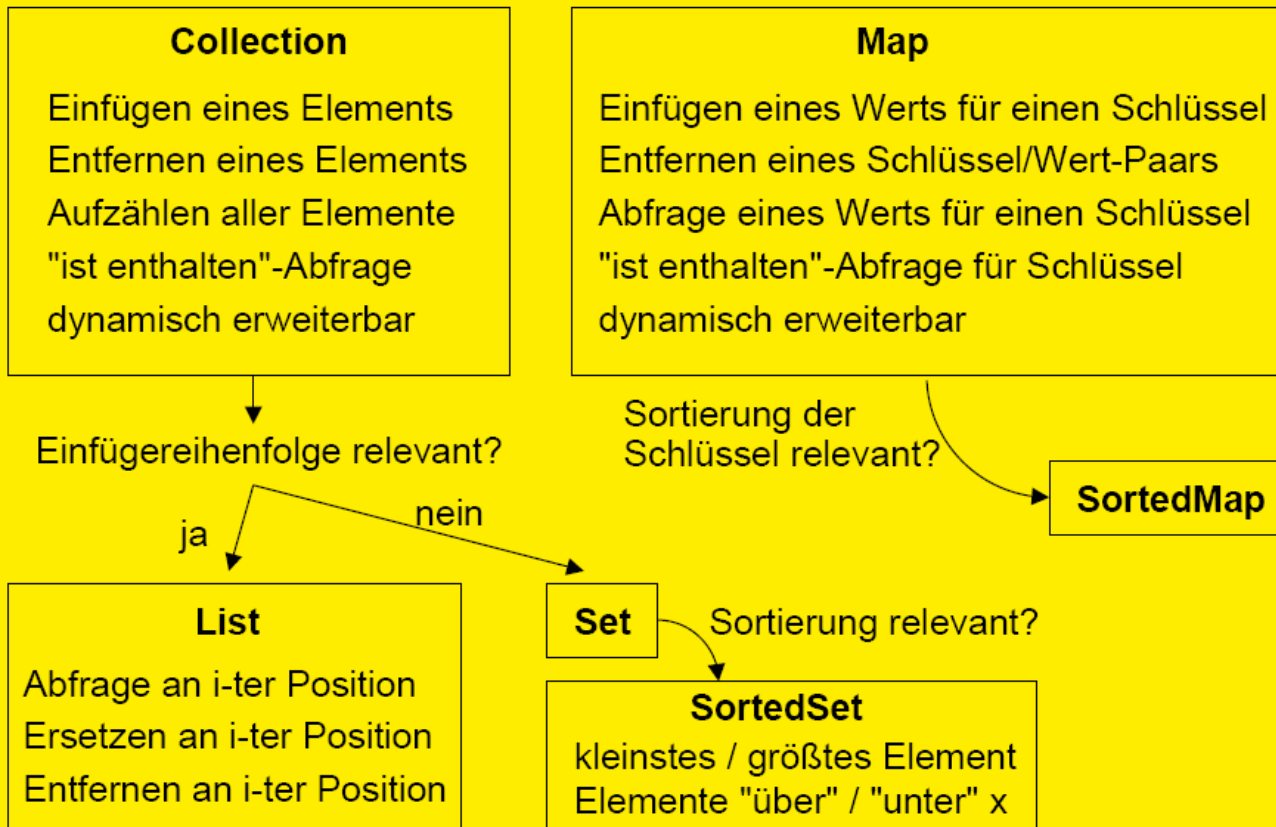 Collection
Einfügen eines Elements
Entfernen eines Elements
Aufzählen aller Elemente
"ist enthalten"-Abfrage
dynamisch erweiterbar
Map
Einfügen eines Werts für einen Schlüssel
Entfernen eines Schlüssel/Wert-Paars
Abfrage eines Werts für einen Schlüssel
"ist enthalten"-Abfrage für Schlüssel
dynamisch erweiterbar
Einfügereihenfolge relevant?
ja
nein
Sortierung der
Schlüssel relevant?
SortedMap
List
Abfrage an i-ter Position
Ersetzen an i-ter Position
Entfernen an i-ter Position
Set
Sortierung relevant?
SortedSet
kleinstes / größtes Element
Elemente "über" / "unter" x